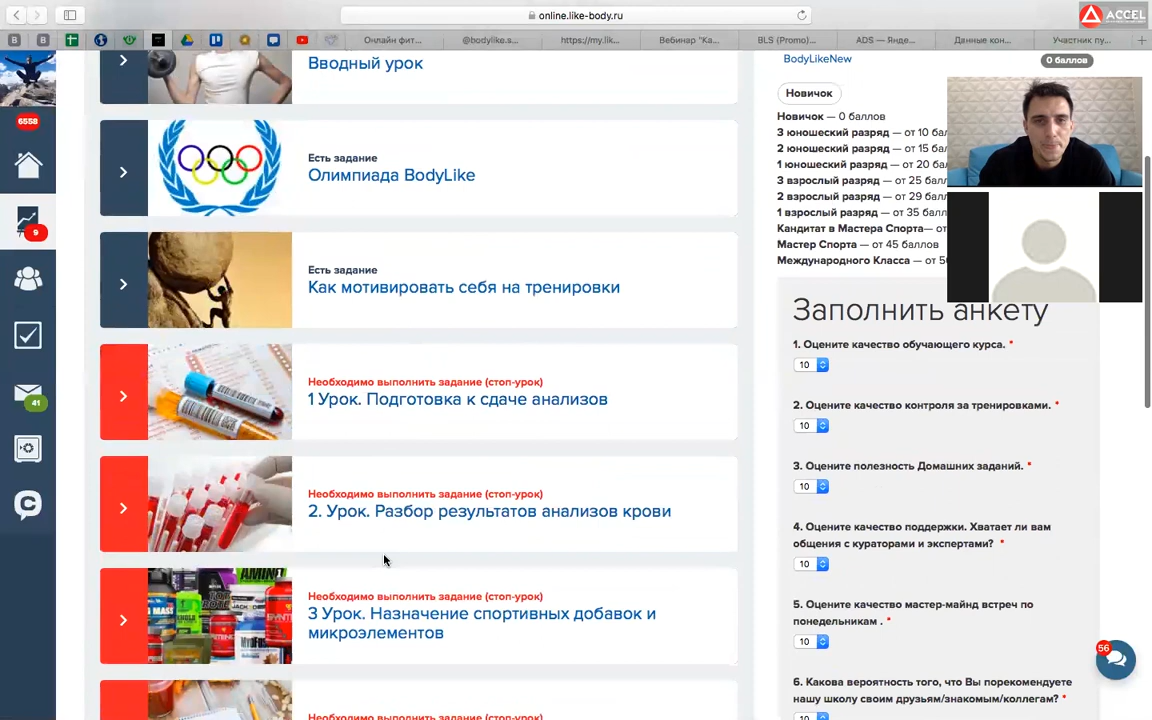 online.like-body.ru
ACCEL
Онлайн фит...
@bodylike.s...
https://my.lik...
Вебинар "Ка...
BLS (Promo)...
ADS — Янде...
Данные кон...
Участник пу...
6558
9
41
Вводный урок
Есть задание
Олимпиада BodyLike
Есть задание
Как мотивировать себя на тренировки
Необходимо выполнить задание (стоп-урок)
1 Урок. Подготовка к сдаче анализов
Необходимо выполнить задание (стоп-урок)
2. Урок. Разбор результатов анализов крови
Необходимо выполнить задание (стоп-урок)
3 Урок. Назначение спортивных добавок и
микроэлементов
Необходимо выполнить задание (стоп-урок)
BodyLikeNew
0 баллов
Новичок
Новичок — 0 баллов
3 юношеский разряд — от 10 бал
2 юношеский разряд — от 15 бал
1 юношеский разряд — от 20 ба
3 взрослый разряд — от 25 балл
2 взрослый разряд — от 29 балл
1 взрослый разряд — от 35 балл
Кандитат в Мастера Спорта— от
Мастер Спорта — от 45 баллов
Международного Класса — от 5
Заполнить анкету
1. Оцените качество обучающего курса. *
10
2. Оцените качество контроля за тренировками. *
10
3. Оцените полезность Домашних заданий. *
10
4. Оцените качество поддержки. Хватает ли вам
общения с кураторами и экспертами? *
10
5. Оцените качество мастер-майнд встреч по
понедельникам . *
10
6. Какова вероятность того, что Вы порекомендуете
нашу школу своим друзьям/знакомым/коллегам? *
10
56